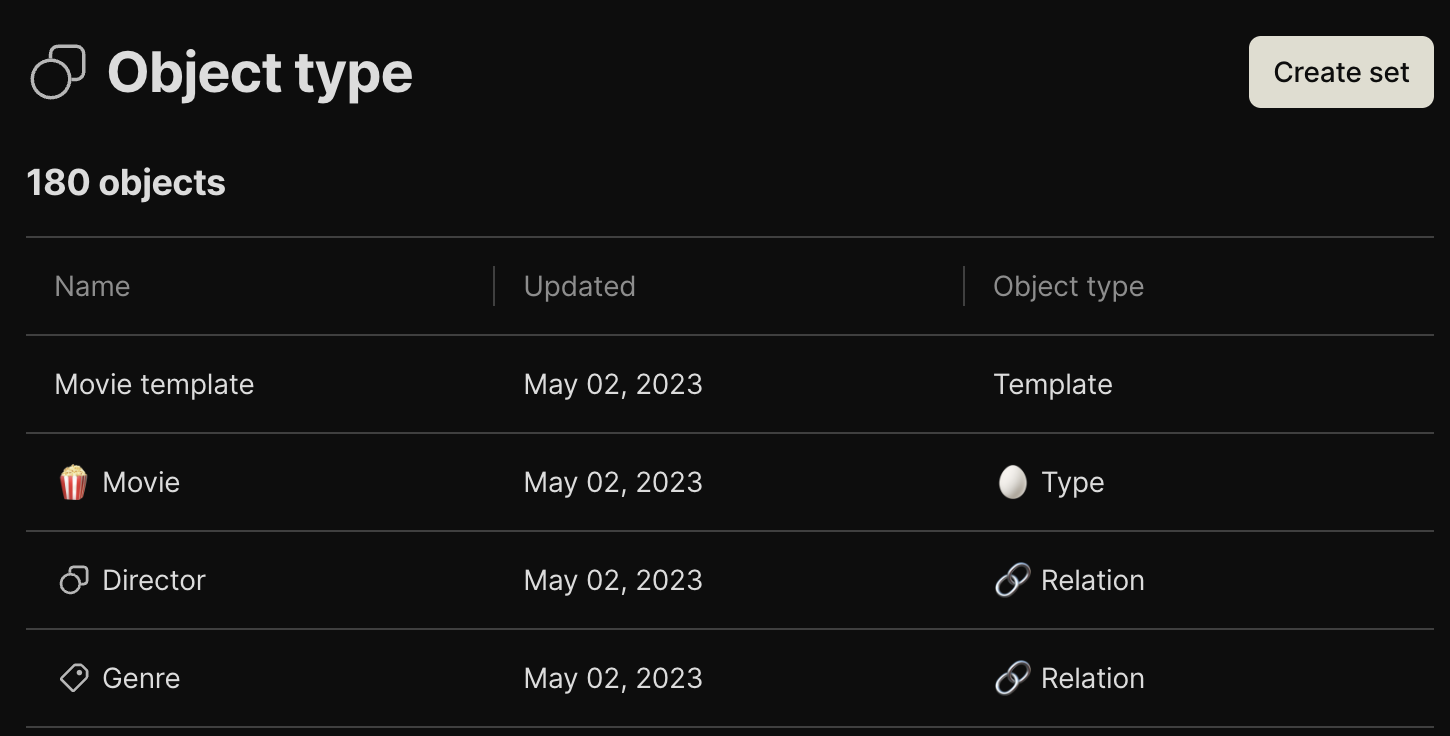 Object type
Create set
180 objects
Name Updated Object type
Movie template May 02, 2023 Template
Movie May 02, 2023 Type
Director May 02, 2023 Relation
Genre May 02, 2023 Relation